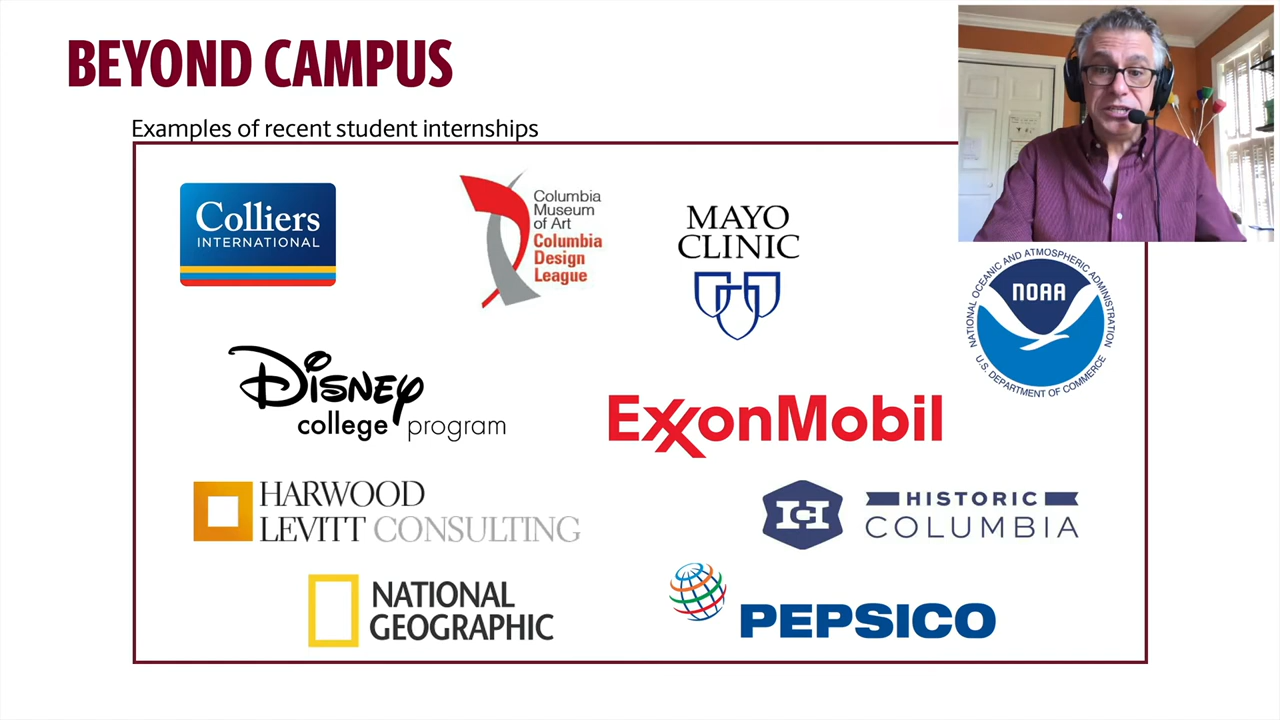 BEYOND CAMPUS
Examples of recent student internships
Colliers
INTERNATIONAL
Columbia
Museum
of Art
Columbia
Design
League
MAYO
CLINIC
NATIONAL OCEANIC AND ATMOSPHERIC ADMINISTRATION
NOAA
U.S. DEPARTMENT OF COMMERCE
Disney
college program
ExxonMobil
HARWOOD
LEVITT CONSULTING
HC
HISTORIC
COLUMBIA
NATIONAL
GEOGRAPHIC
PEPSICO